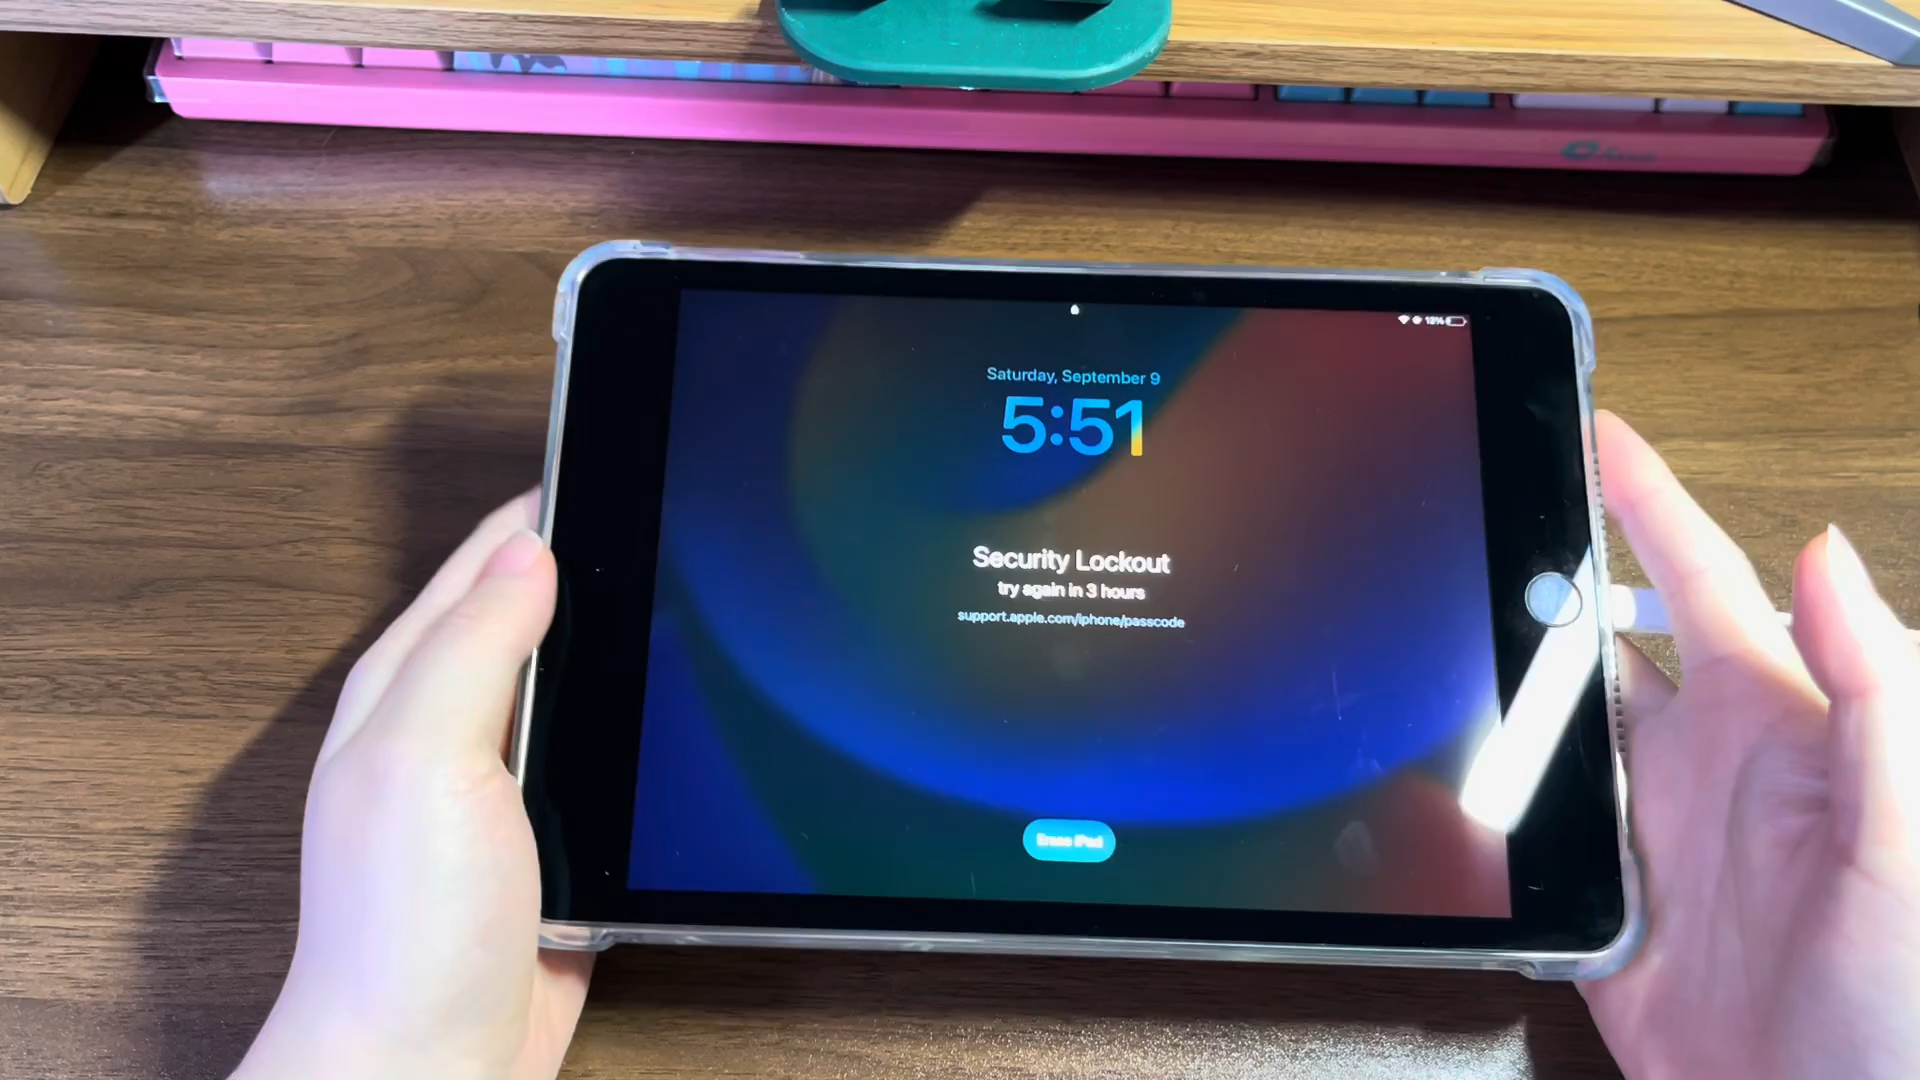 Saturday, September 9
5:51
Security Lockout
try again in 3 hours
support.apple.com/iphone/passcode
Erase iPad